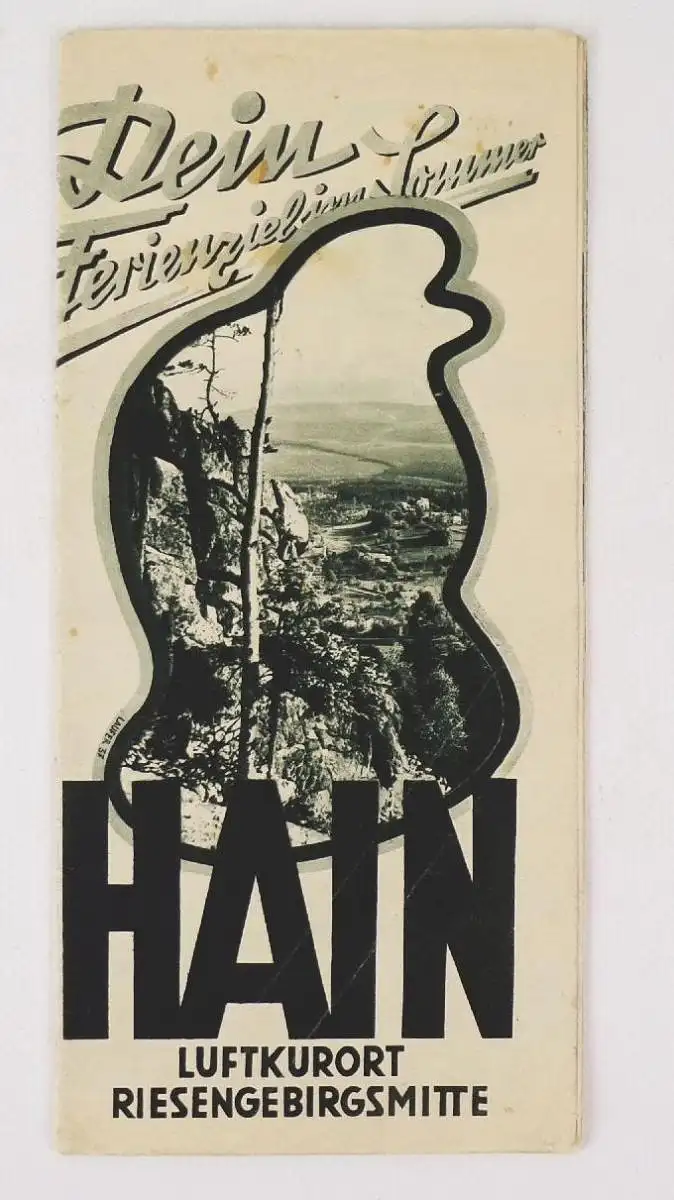 Dein
Ferienziel im Sommer
HAIN
LUFTKURORT
RIESENGEBIRGSMITTE